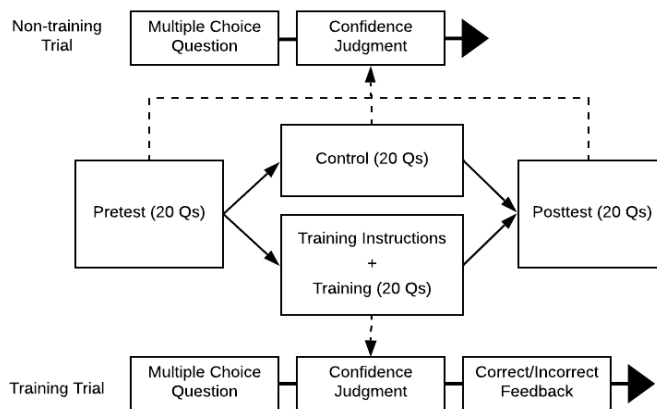 Non-training
Trial
Multiple Choice
Question
Confidence
Judgment
Pretest (20 Qs)
Control (20 Qs)
Training Instructions
+
Training (20 Qs)
Posttest (20 Qs)
Training Trial
Multiple Choice
Question
Confidence
Judgment
Correct/Incorrect
Feedback